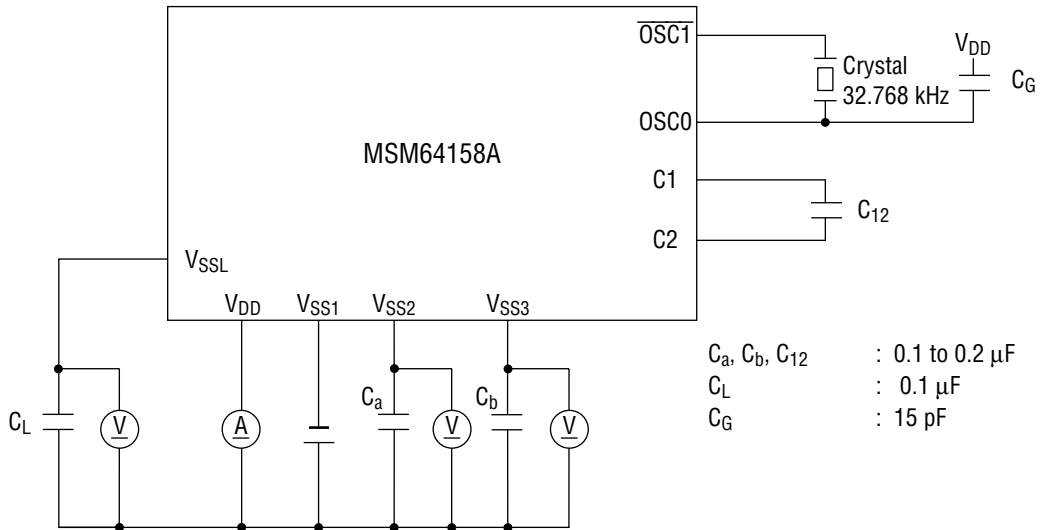 OSC1
Crystal
32.768 kHz
VDD
CG
OSC0
MSM64158A
C1
C12
C2
VSSL
VDD
VSS1
VSS2
VSS3
CL
V
A
Ca
V
Cb
V
Ca, Cb, C12 : 0.1 to 0.2 μF
CL : 0.1 μF
CG : 15 pF